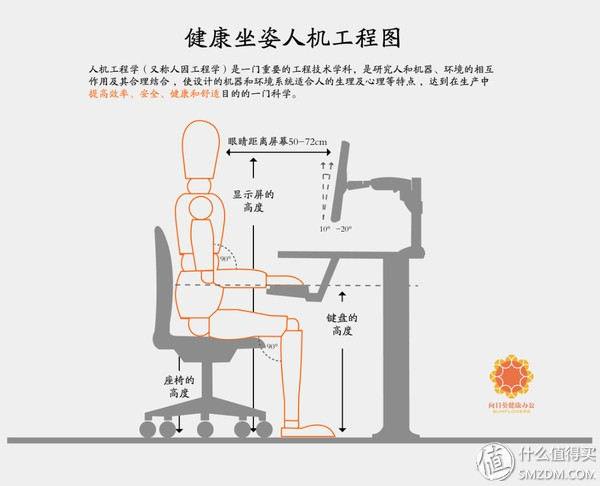 健康坐姿人机工程图
人机工程学（又称人因工程学）是一门重要的工程技术学科，是研究人和机器、环境的相互
作用及其合理结合，使设计的机器和环境系统适合人的生理及心理等特点，达到在生产中
提高效率、安全、健康和舒适目的的一门科学。
眼睛距离屏幕50-72cm
显示屏的
高度
10° -20°
90°
键盘的
高度
90°
座椅的
高度
向日葵健康办公
SUNFLOWERS
值 什么值得买
SMZDM.COM